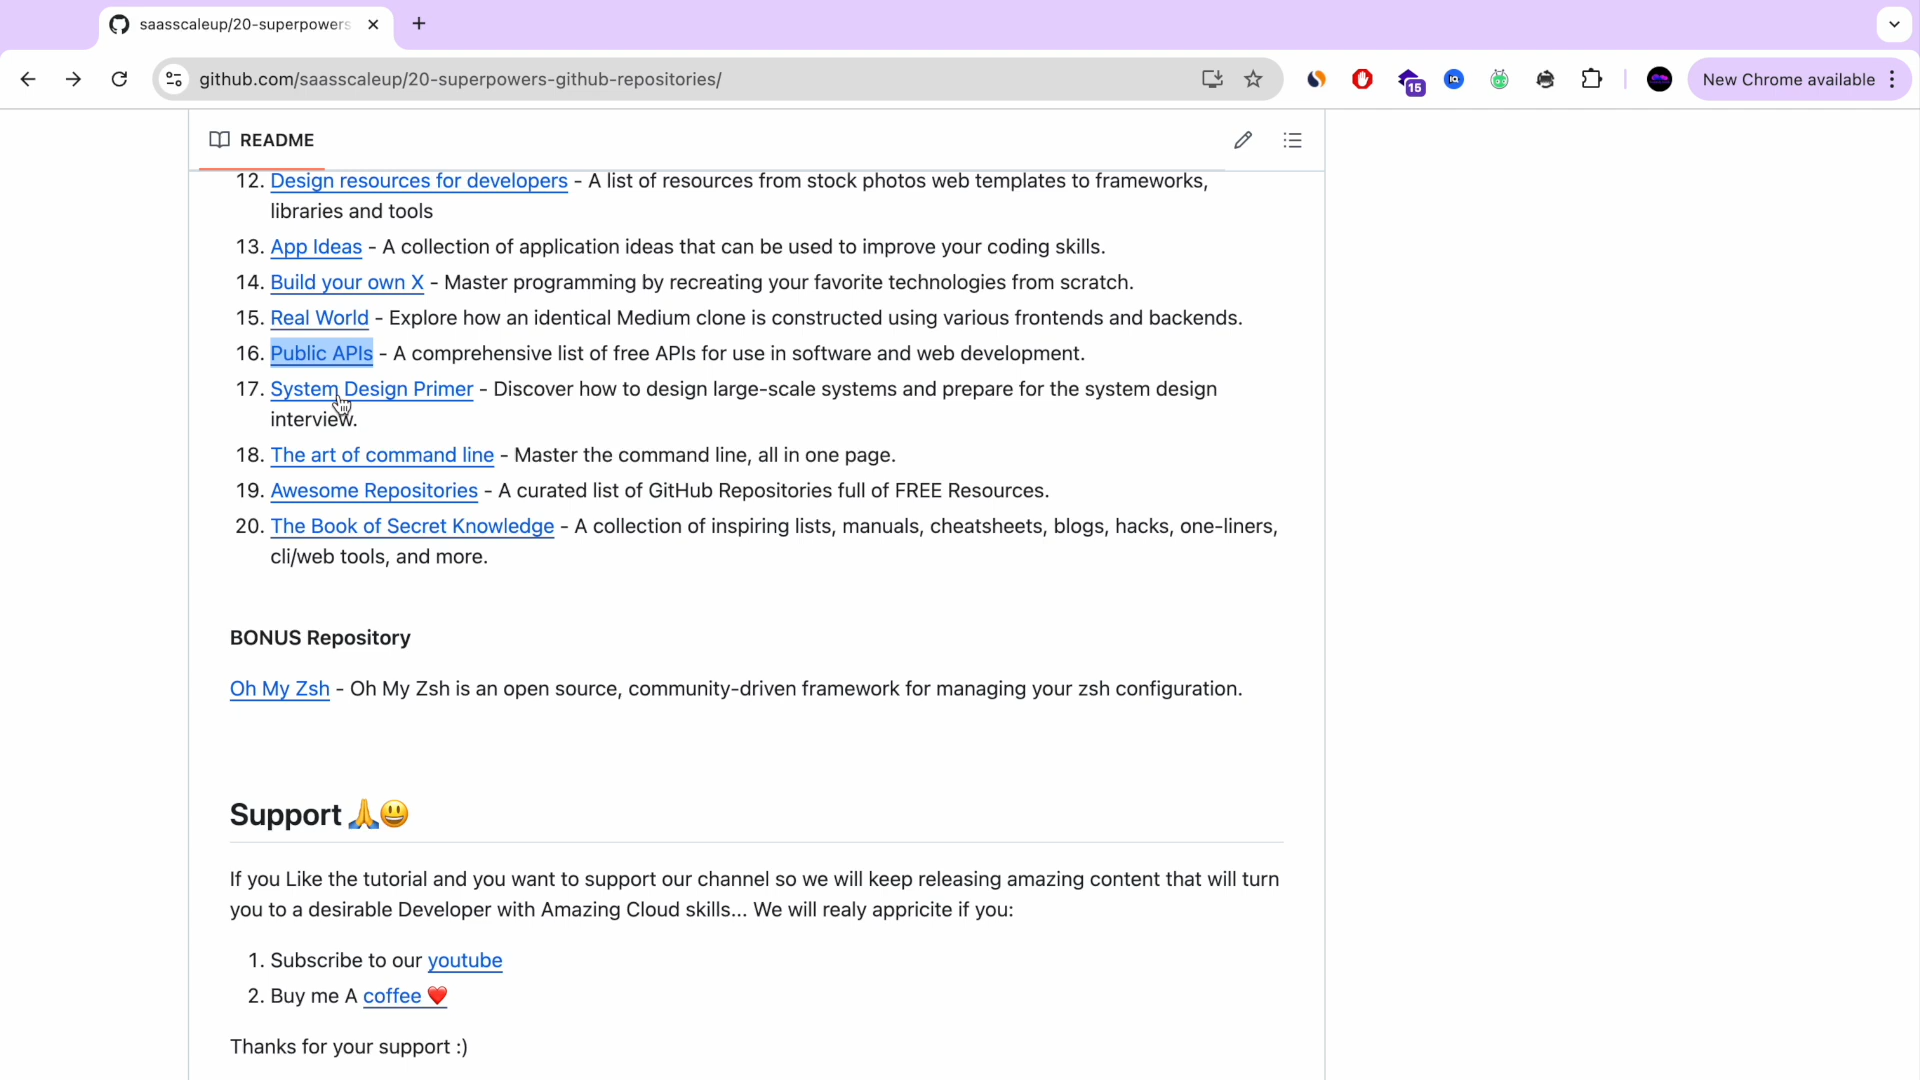 saasscaleup/20-superpowers
github.com/saasscaleup/20-superpowers-github-repositories/
15
New Chrome available
README
12. Design resources for developers - A list of resources from stock photos web templates to frameworks,
libraries and tools
13. App Ideas - A collection of application ideas that can be used to improve your coding skills.
14. Build your own X - Master programming by recreating your favorite technologies from scratch.
15. Real World - Explore how an identical Medium clone is constructed using various frontends and backends.
16. Public APIs - A comprehensive list of free APIs for use in software and web development.
17. System Design Primer - Discover how to design large-scale systems and prepare for the system design
interview.
18. The art of command line - Master the command line, all in one page.
19. Awesome Repositories - A curated list of GitHub Repositories full of FREE Resources.
20. The Book of Secret Knowledge - A collection of inspiring lists, manuals, cheatsheets, blogs, hacks, one-liners,
cli/web tools, and more.
BONUS Repository
Oh My Zsh - Oh My Zsh is an open source, community-driven framework for managing your zsh configuration.
Support 🙏😃
If you Like the tutorial and you want to support our channel so we will keep releasing amazing content that will turn
you to a desirable Developer with Amazing Cloud skills... We will realy appricite if you:
1. Subscribe to our youtube
2. Buy me A coffee ❤️
Thanks for your support :)